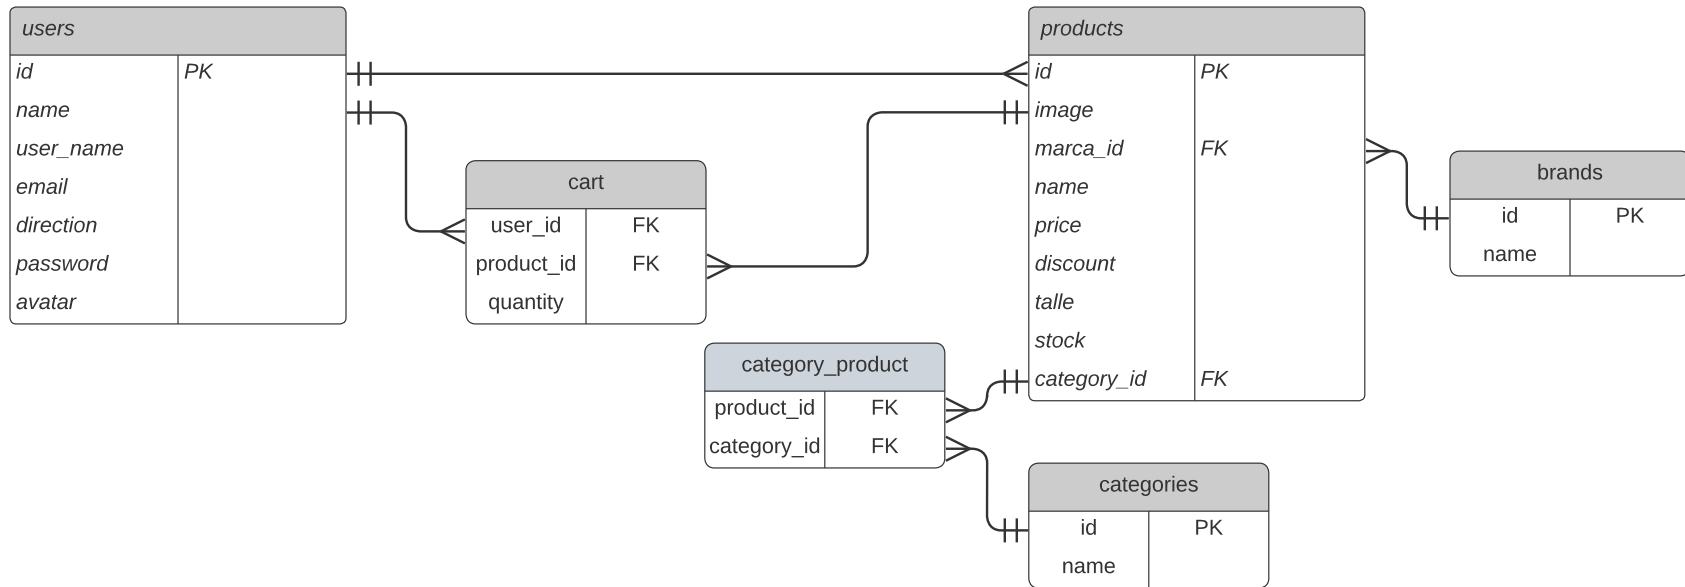 users
id PK
name
user_name
email
direction
password
avatar
cart
user_id FK
product_id FK
quantity
category_product
product_id FK
category_id FK
products
id PK
image
marca_id FK
name
price
discount
talle
stock
category_id FK
brands
id PK
name
categories
id PK
name